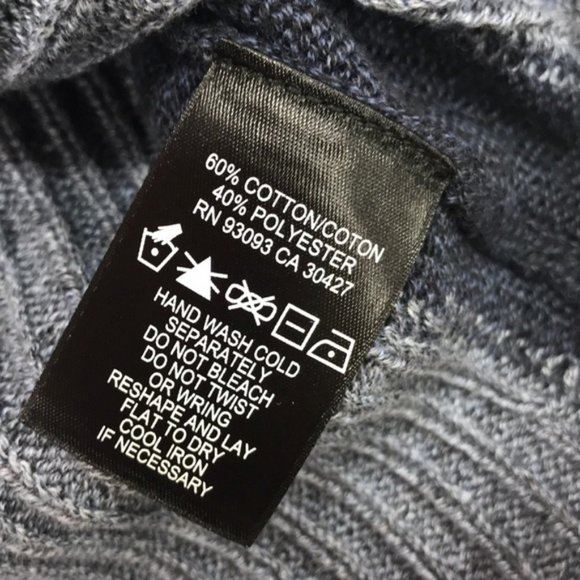 60% COTTON/COTON
40% POLYESTER
RN 93093 CA 30427
HAND WASH COLD
SEPARATELY
DO NOT BLEACH
DO NOT TWIST
OR WRING
RESHAPE AND LAY
FLAT TO DRY
COOL IRON
IF NECESSARY